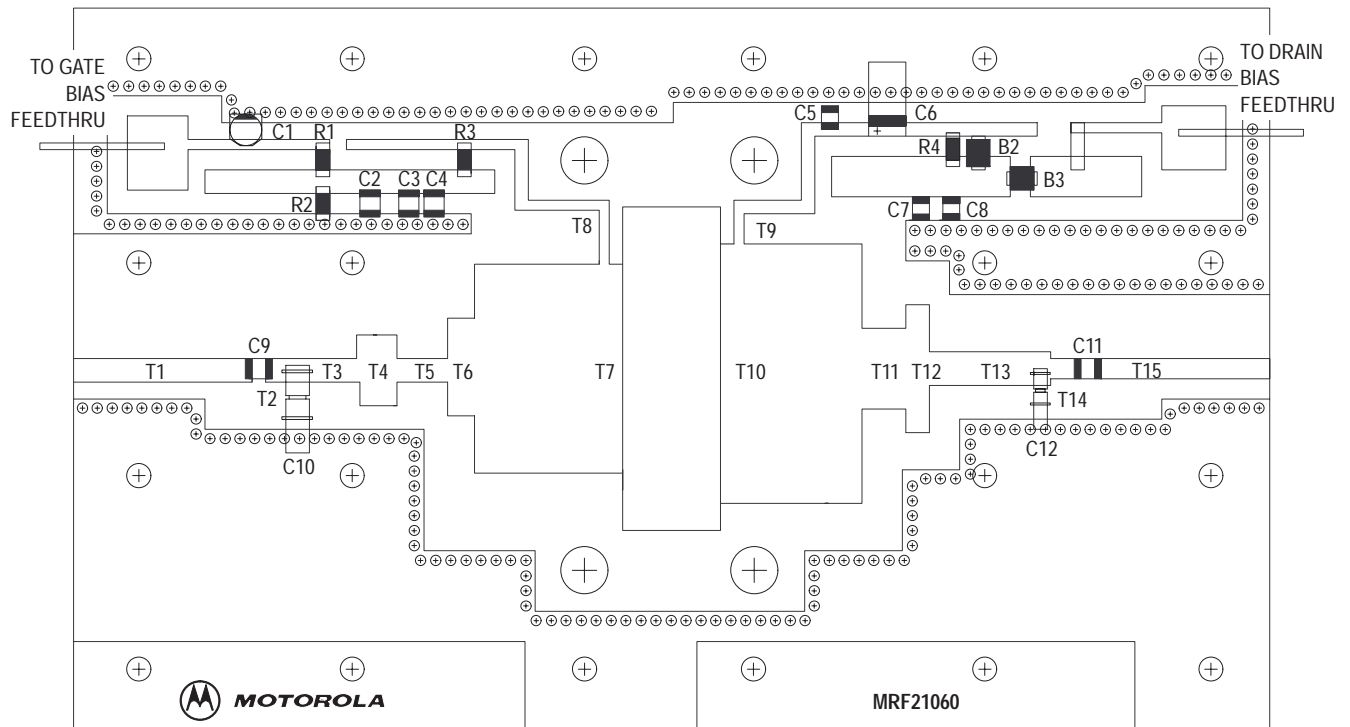 TO GATE
BIAS
FEEDTHRU
TO DRAIN
BIAS
FEEDTHRU
C1
R1
R3
C5
C6
R4
B2
B3
R2
C2
C3
C4
C7
C8
T8
T9
C9
C11
T1
T2
T3
T4
T5
T6
T7
T10
T11
T12
T13
T14
T15
C10
C12
+
MOTOROLA
MRF21060